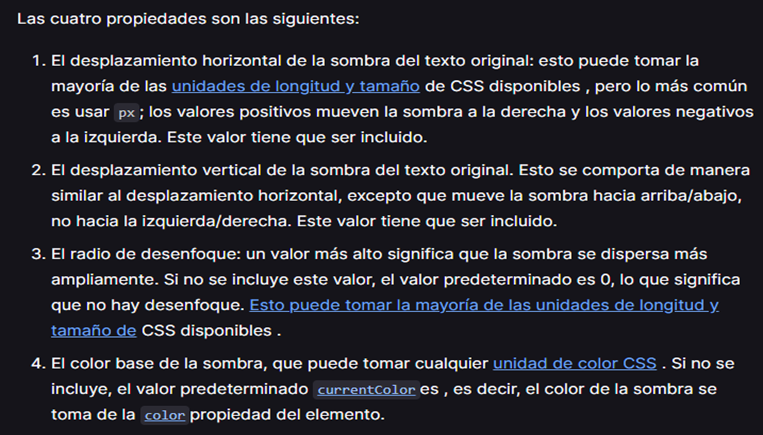 Las cuatro propiedades son las siguientes:
1. El desplazamiento horizontal de la sombra del texto original: esto puede tomar la
mayoría de las unidades de longitud y tamaño de CSS disponibles , pero lo más común
es usar px ; los valores positivos mueven la sombra a la derecha y los valores negativos
a la izquierda. Este valor tiene que ser incluido.
2. El desplazamiento vertical de la sombra del texto original. Esto se comporta de manera
similar al desplazamiento horizontal, excepto que mueve la sombra hacia arriba/abajo,
no hacia la izquierda/derecha. Este valor tiene que ser incluido.
3. El radio de desenfoque: un valor más alto significa que la sombra se dispersa más
ampliamente. Si no se incluye este valor, el valor predeterminado es 0, lo que significa
que no hay desenfoque. Esto puede tomar la mayoría de las unidades de longitud y
tamaño de CSS disponibles .
4. El color base de la sombra, que puede tomar cualquier unidad de color CSS . Si no se
incluye, el valor predeterminado currentColor es , es decir, el color de la sombra se
toma de la color propiedad del elemento.